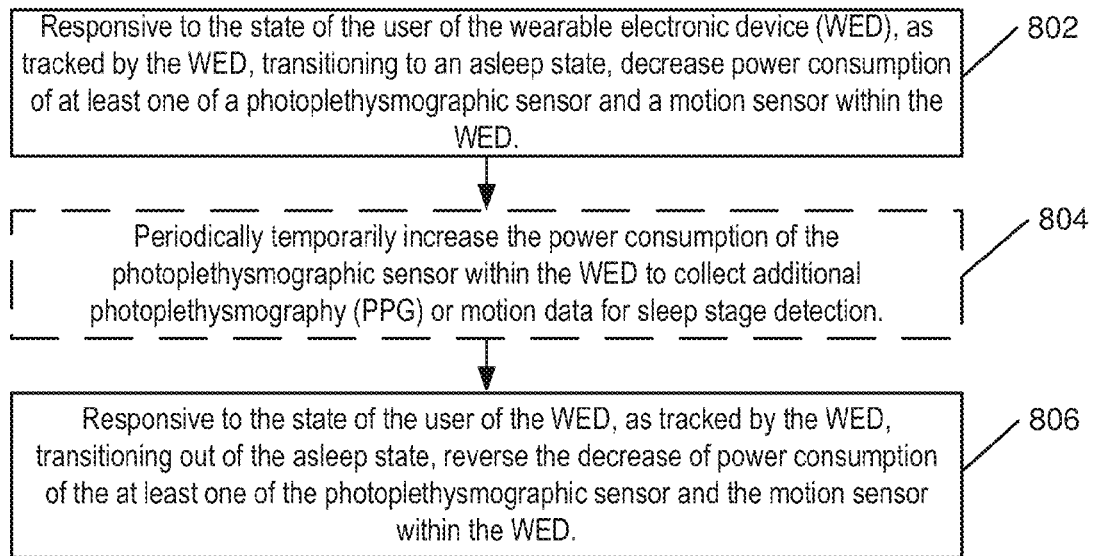 Responsive to the state of the user of the wearable electronic device (WED), as
tracked by the WED, transitioning to an asleep state, decrease power consumption
of at least one of a photoplethysmographic sensor and a motion sensor within the
WED.
802
Periodically temporarily increase the power consumption of the
photoplethysmographic sensor within the WED to collect additional
photoplethysmography (PPG) or motion data for sleep stage detection.
804
Responsive to the state of the user of the WED, as tracked by the WED,
transitioning out of the asleep state, reverse the decrease of power consumption
of the at least one of the photoplethysmographic sensor and the motion sensor
within the WED.
806